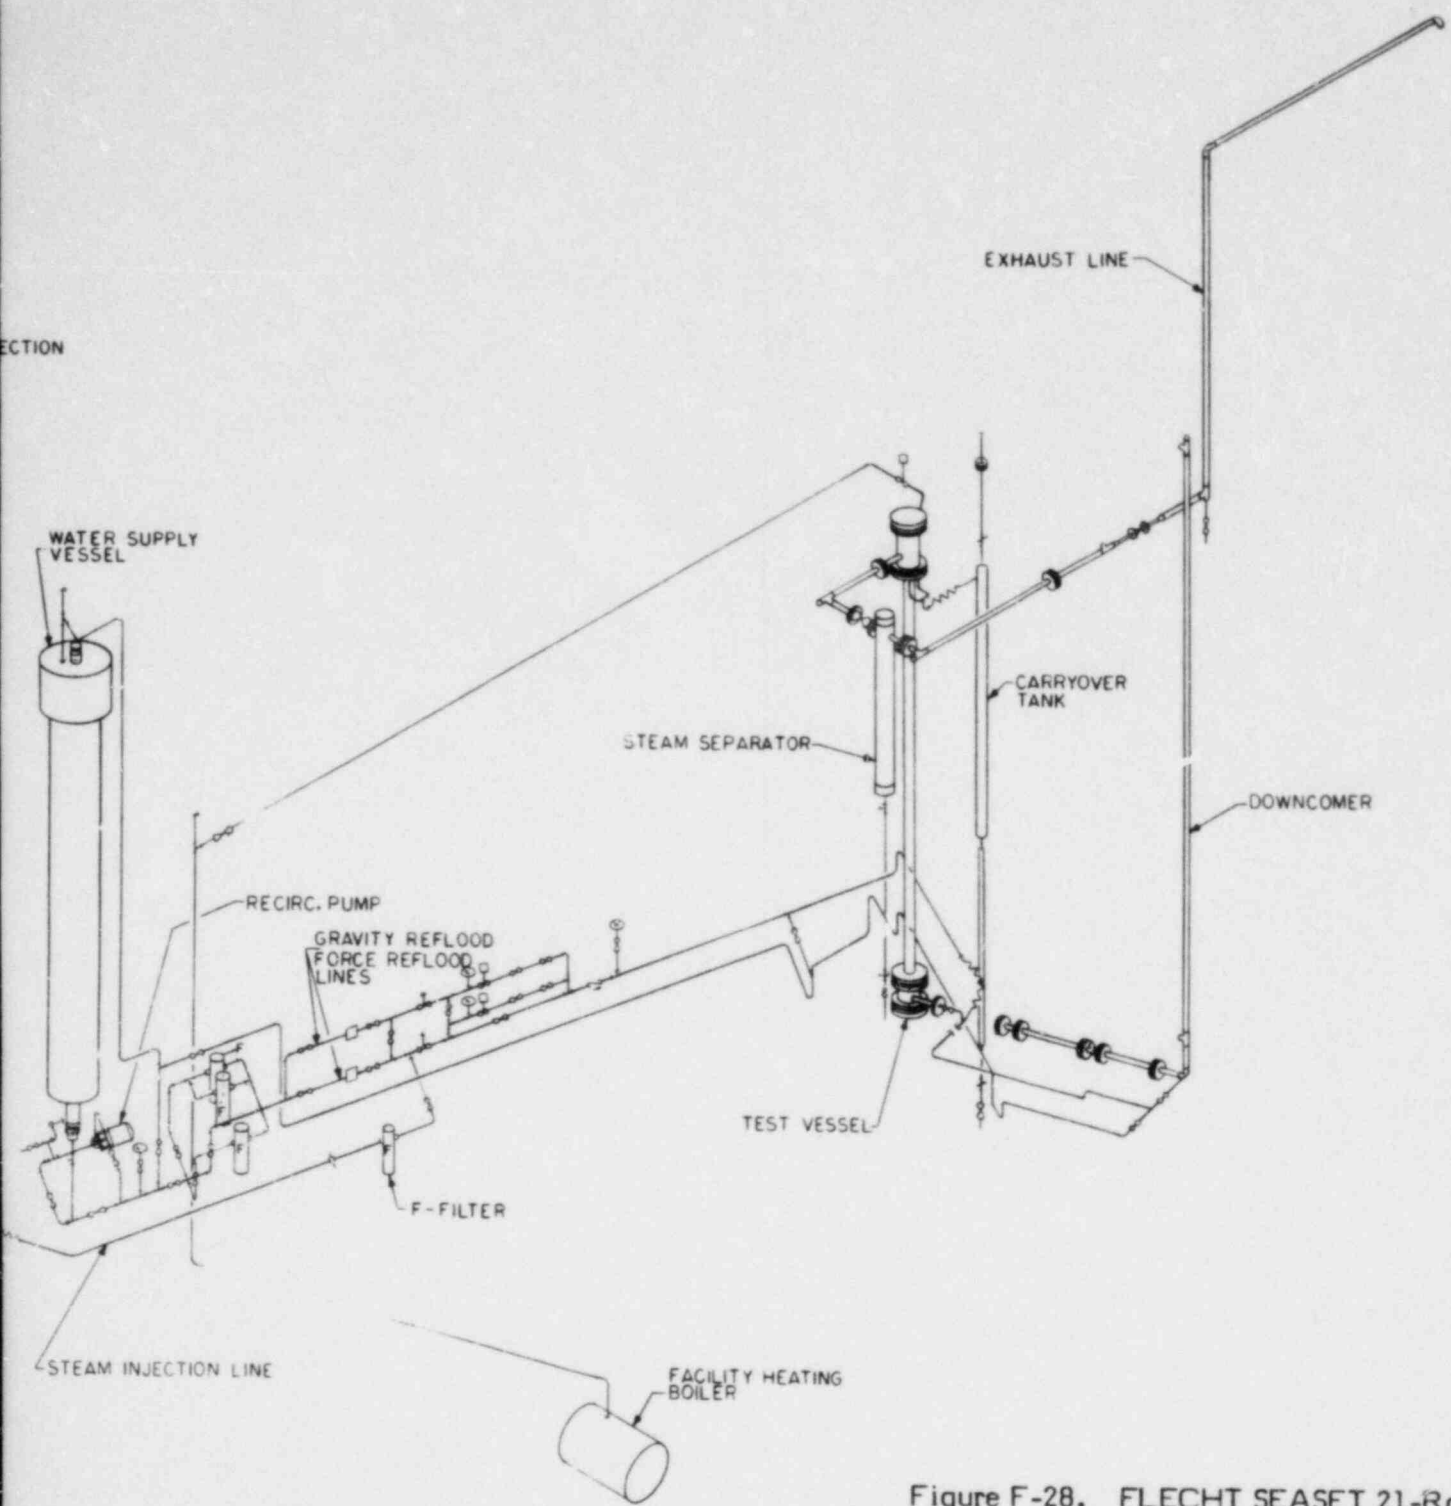 EXHAUST LINE
ECTION
WATER SUPPLY
VESSEL
CARRYOVER
TANK
STEAM SEPARATOR
DOWNCOMER
RECIRC. PUMP
GRAVITY REFLOOD
FORCE REFLOOD
LINES
TEST VESSEL
F-FILTER
STEAM INJECTION LINE
FACILITY HEATING
BOILER
Figure F-28. FLECHT SEASET 21-R